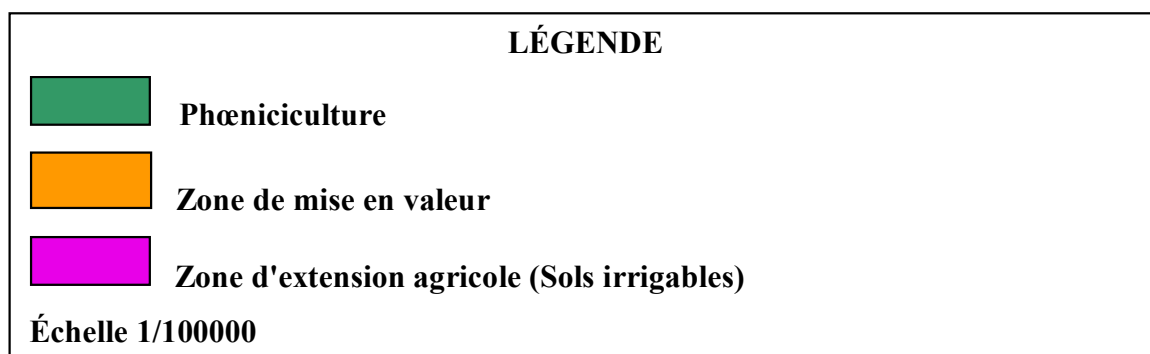 LÉGENDE
Phœniciculture
Zone de mise en valeur
Zone d'extension agricole (Sols irrigables)
Échelle 1/100000